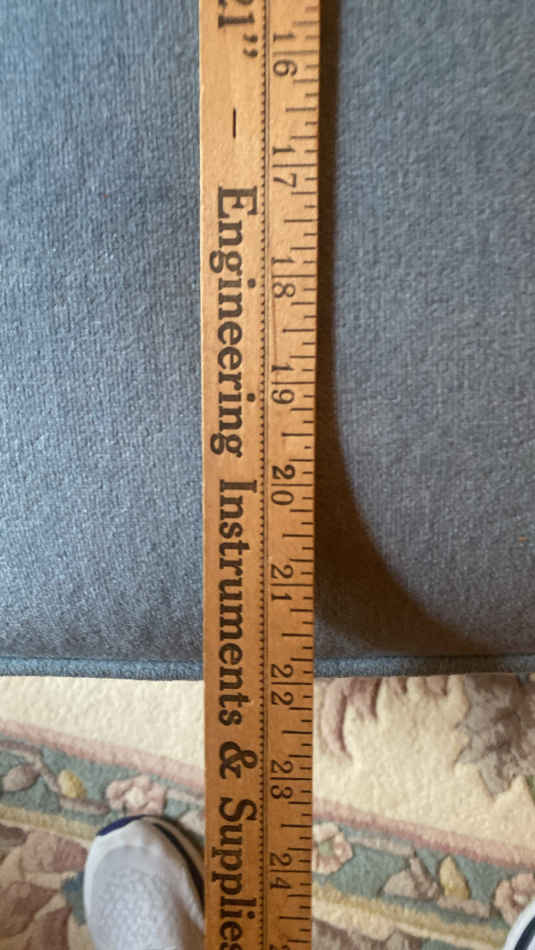 21” – Engineering Instruments & Supplies
16 17 18 19 20 21 22 23 24